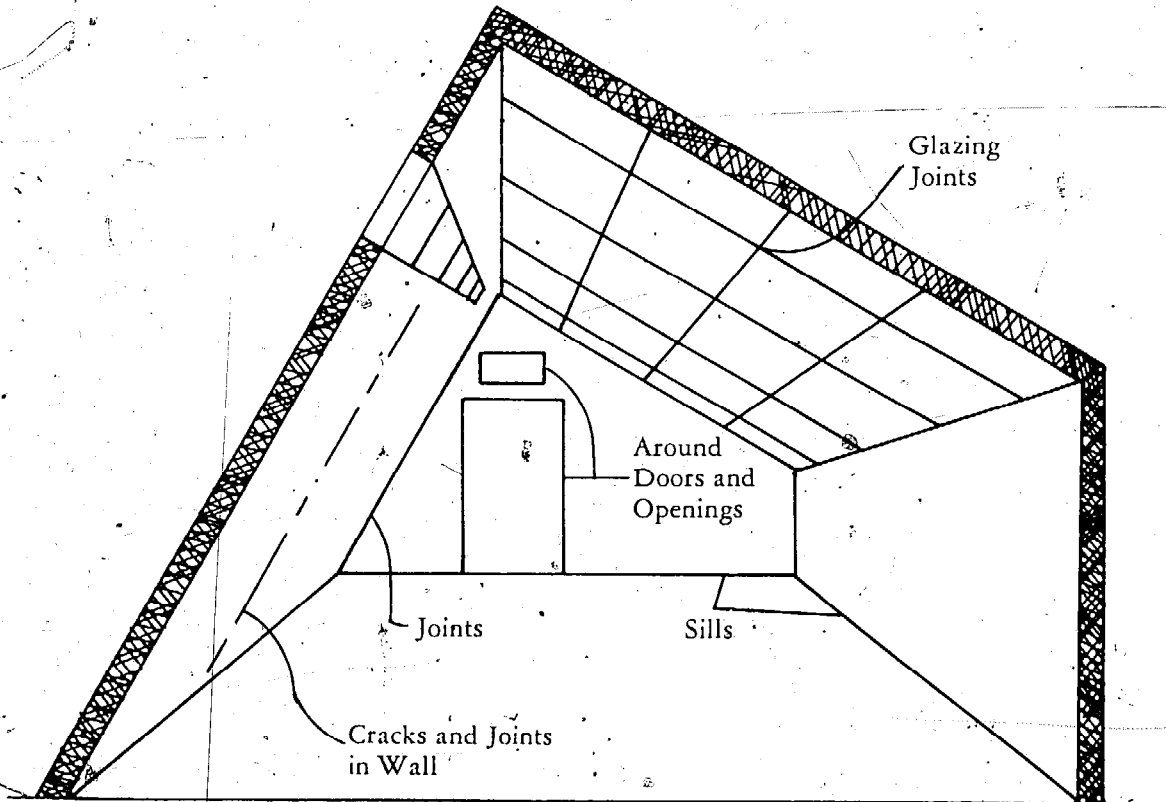 Glazing
Joints
Around
Doors and
Openings
Joints
Sills
Cracks and Joints
in Wall